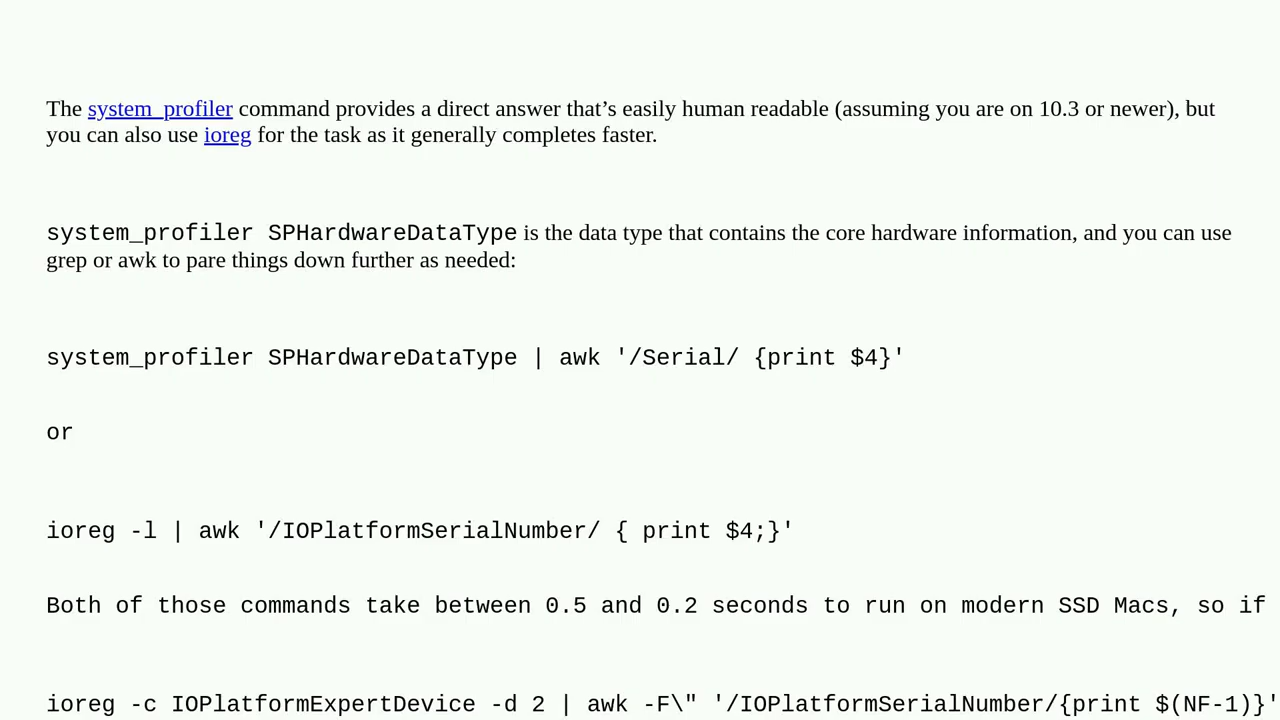 The system_profiler command provides a direct answer that’s easily human readable (assuming you are on 10.3 or newer), but
you can also use ioreg for the task as it generally completes faster.
system_profiler SPHardwareDataType is the data type that contains the core hardware information, and you can use
grep or awk to pare things down further as needed:
system_profiler SPHardwareDataType | awk '/Serial/ {print $4}'
or
ioreg -l | awk '/IOPlatformSerialNumber/ { print $4;}'
Both of those commands take between 0.5 and 0.2 seconds to run on modern SSD Macs, so if
ioreg -c IOPlatformExpertDevice -d 2 | awk -F\" '/IOPlatformSerialNumber/{print $(NF-1)}'